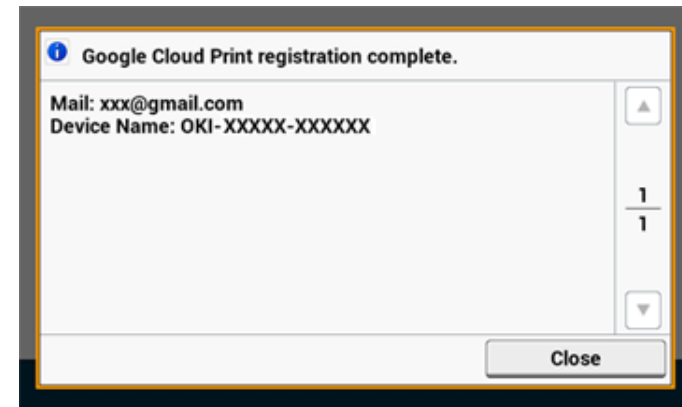 Google Cloud Print registration complete.
Mail: xxx@gmail.com
Device Name: OKI-XXXXX-XXXXXX
1
1
Close